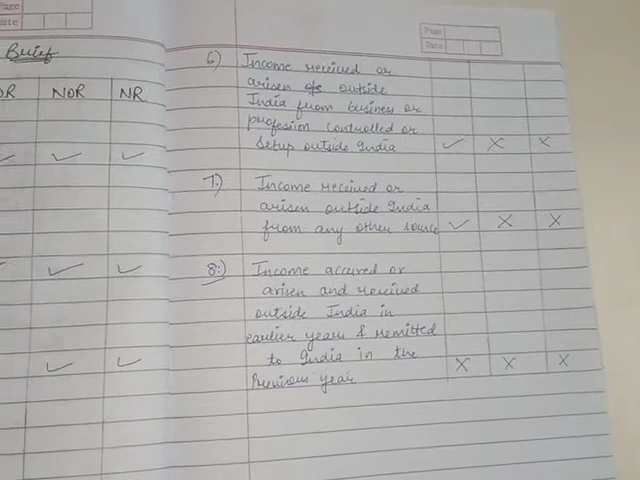 Page
Date
Brief
OR NOR NR
✓ ✓ ✓
✓ ✓
✓ ✓
Page
Date
6) Income received or
arisen outside
India from business or
profession controlled or
Setup outside India ✓ X X
7.) Income received or
arisen outside India
from any other source ✓ X X
8:) Income accured or
arisen and received
outside India in
earlier years & remitted
to India in the
Previous year X X X